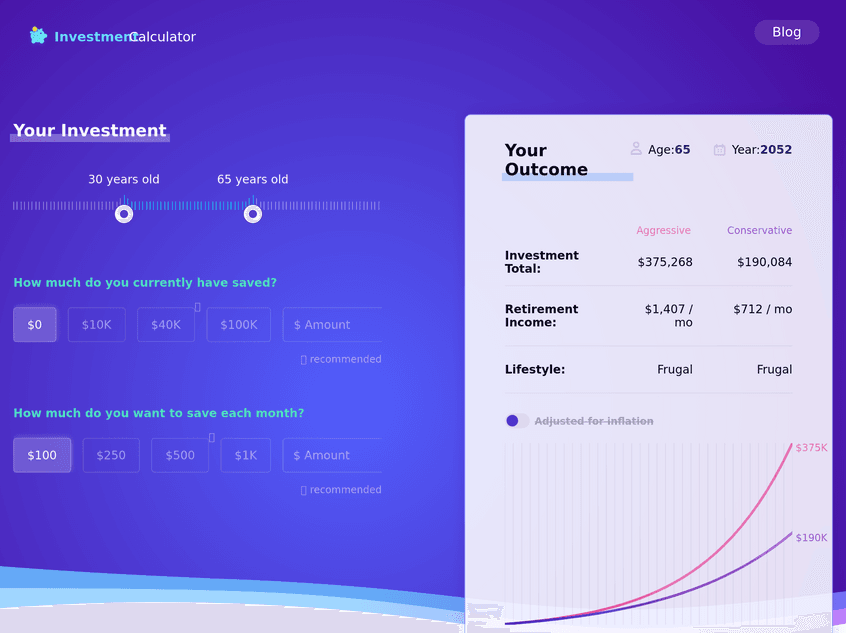 Investment Calculator
Blog
Your Investment
30 years old 65 years old
How much do you currently have saved?
$0 $10K $40K $100K $ Amount
recommended
How much do you want to save each month?
$100 $250 $500 $1K $ Amount
recommended
Your
Outcome
Age:65 Year:2052
Aggressive Conservative
Investment
Total:
$375,268 $190,084
Retirement
Income:
$1,407 /
mo
$712 / mo
Lifestyle: Frugal Frugal
Adjusted for inflation
$375K
$190K